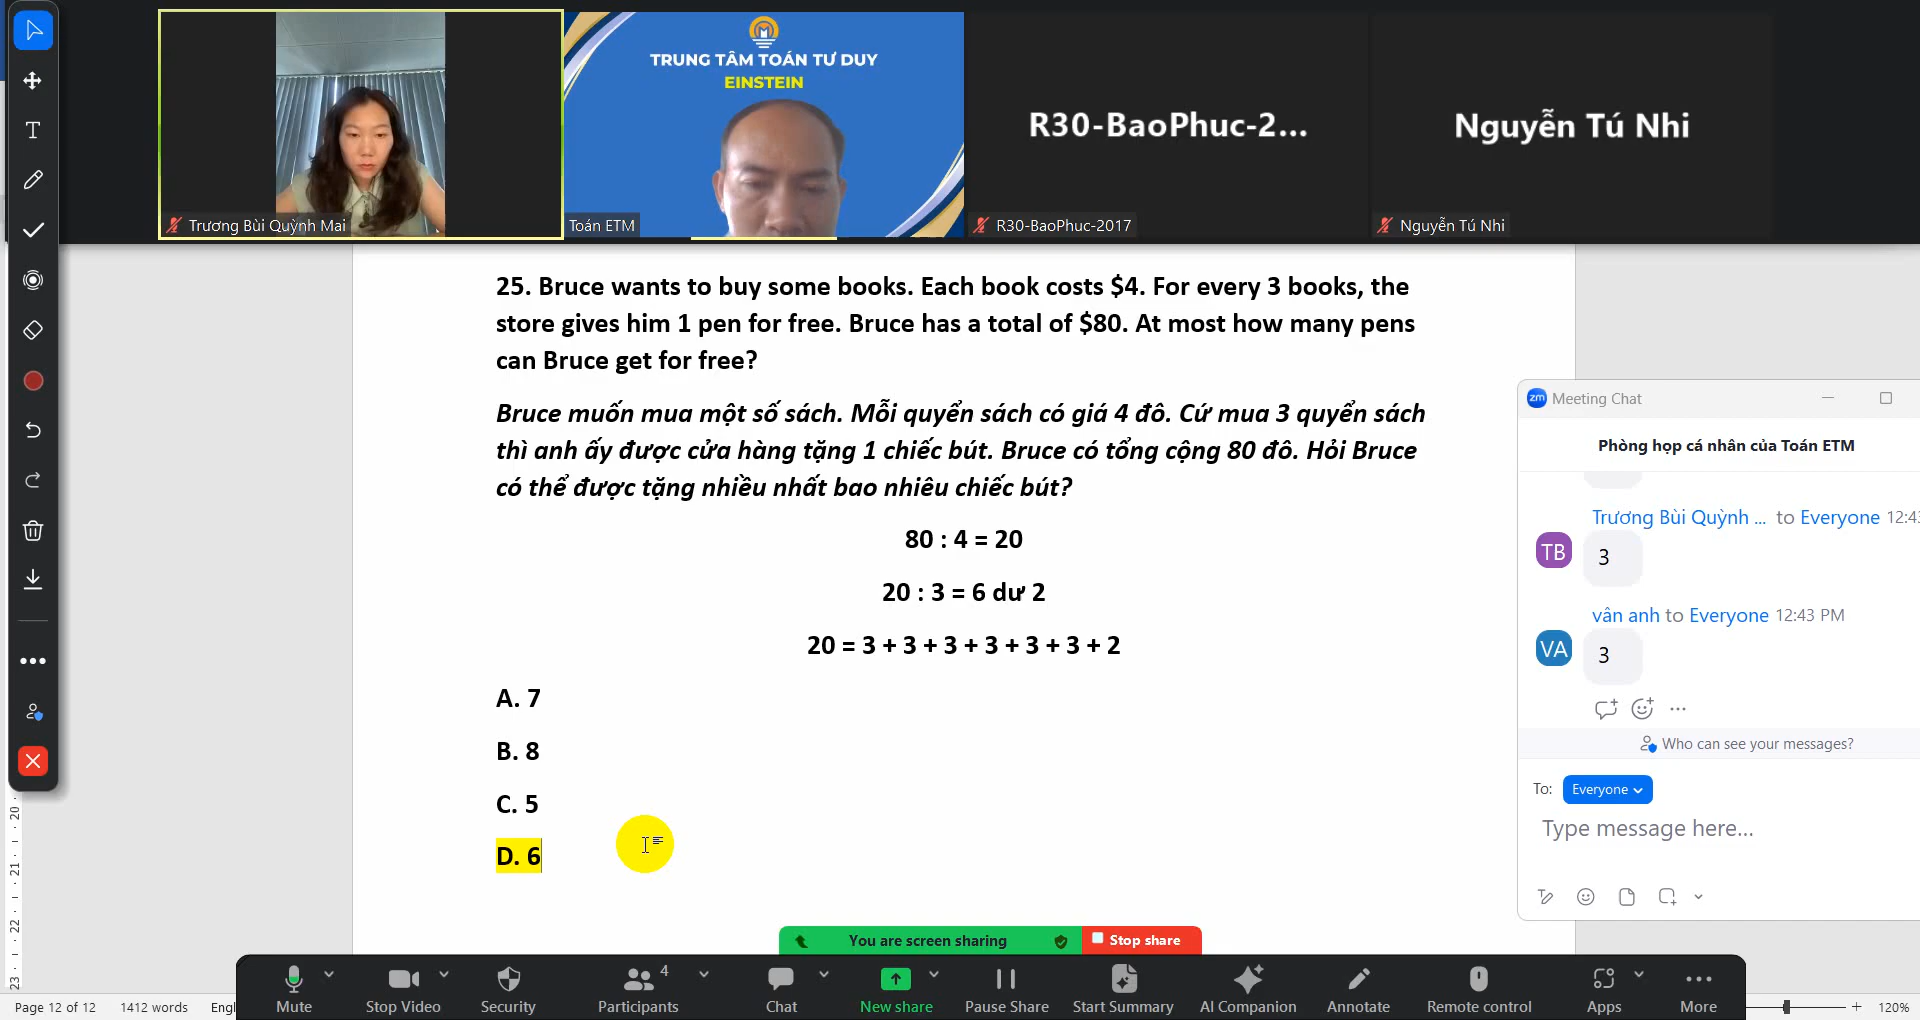 TRUNG TÂM TOÁN TƯ DUY
EINSTEIN
Trương Bùi Quỳnh Mai
Toán ETM
R30-BaoPhuc-2...
R30-BaoPhuc-2017
Nguyễn Tú Nhi
Nguyễn Tú Nhi
25. Bruce wants to buy some books. Each book costs $4. For every 3 books, the
store gives him 1 pen for free. Bruce has a total of $80. At most how many pens
can Bruce get for free?
Bruce muốn mua một số sách. Mỗi quyển sách có giá 4 đô. Cứ mua 3 quyển sách
thì anh ấy được cửa hàng tặng 1 chiếc bút. Bruce có tổng cộng 80 đô. Hỏi Bruce
có thể được tặng nhiều nhất bao nhiêu chiếc bút?
80 : 4 = 20
20 : 3 = 6 dư 2
20 = 3 + 3 + 3 + 3 + 3 + 3 + 2
A. 7
B. 8
C. 5
D. 6
zm Meeting Chat
Phòng họp cá nhân của Toán ETM
Trương Bùi Quỳnh ... to Everyone 12:43
TB
3
vân anh to Everyone 12:43 PM
VA
3
Who can see your messages?
To: Everyone
Type message here...
20
21
22
23
You are screen sharing
Stop share
Mute
Stop Video
Security
4
Participants
Chat
New share
Pause Share
Start Summary
AI Companion
Annotate
Remote control
Apps
More
Page 12 of 12
1412 words
Engl
120%